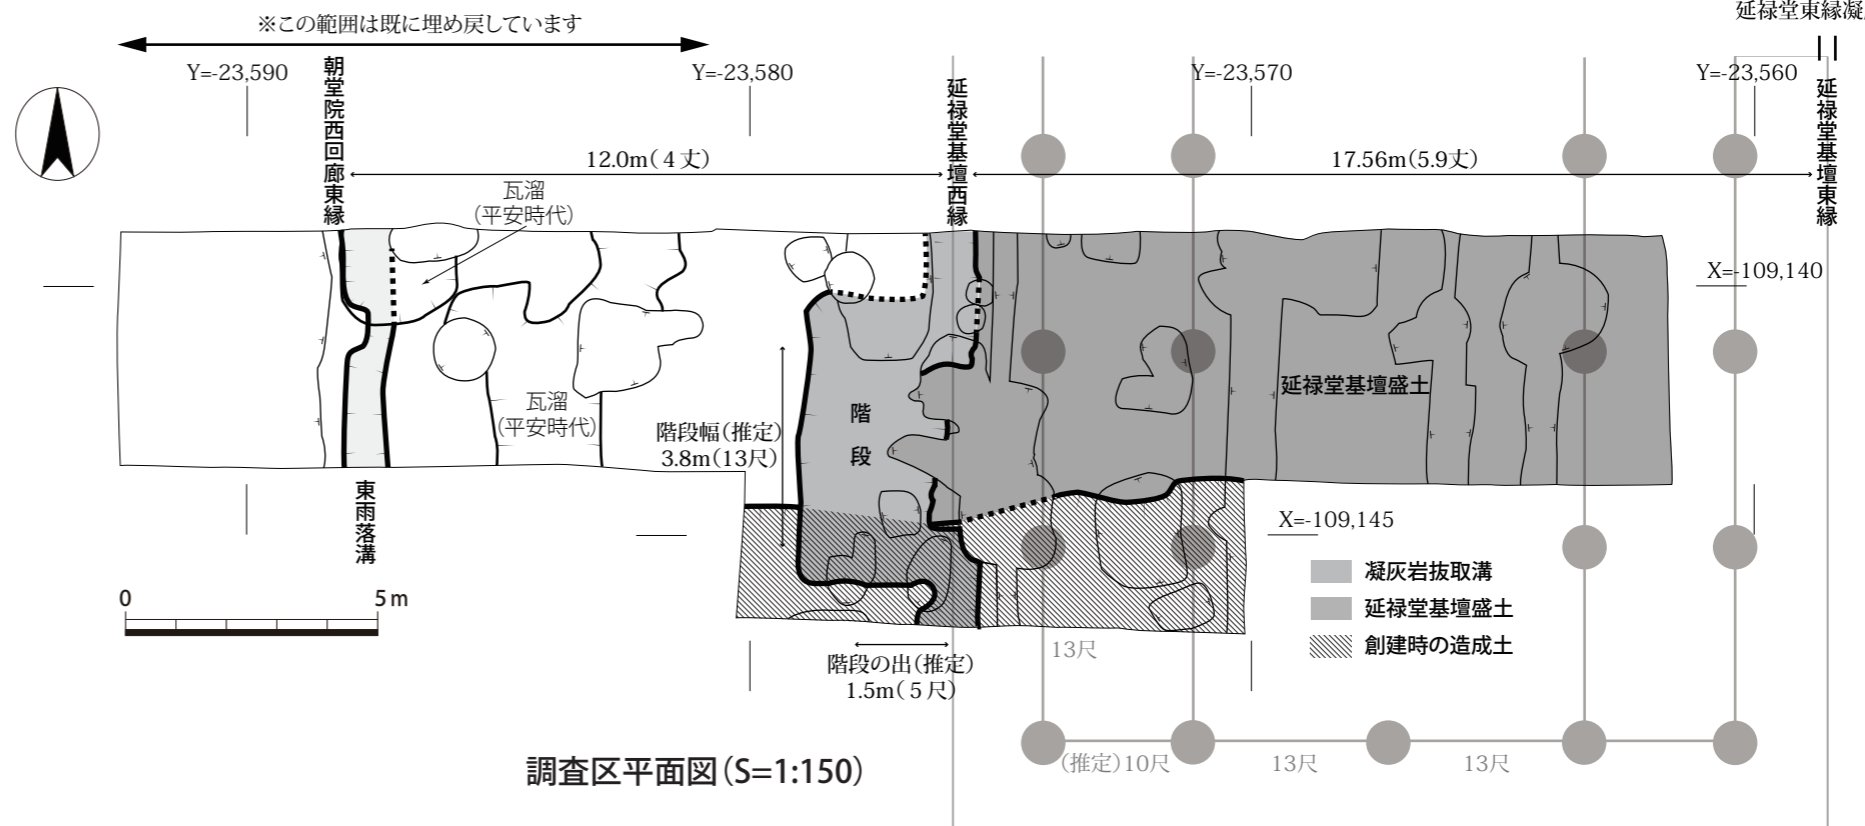 ※この範囲は既に埋め戻しています
延禄堂東縁凝
Y=-23,590
Y=-23,580
Y=-23,570
Y=-23,560
朝堂院西回廊東縁
延禄堂基壇西縁
延禄堂基壇東縁
12.0m(4丈)
17.56m(5.9丈)
瓦溜
(平安時代)
X=-109,140
瓦溜
(平安時代)
階段幅(推定)
3.8m(13尺)
階段
延禄堂基壇盛土
東雨落溝
X=-109,145
凝灰岩抜取溝
延禄堂基壇盛土
創建時の造成土
0 5m
13尺
階段の出(推定)
1.5m(5尺)
(推定)10尺
13尺
13尺
調査区平面図(S=1:150)